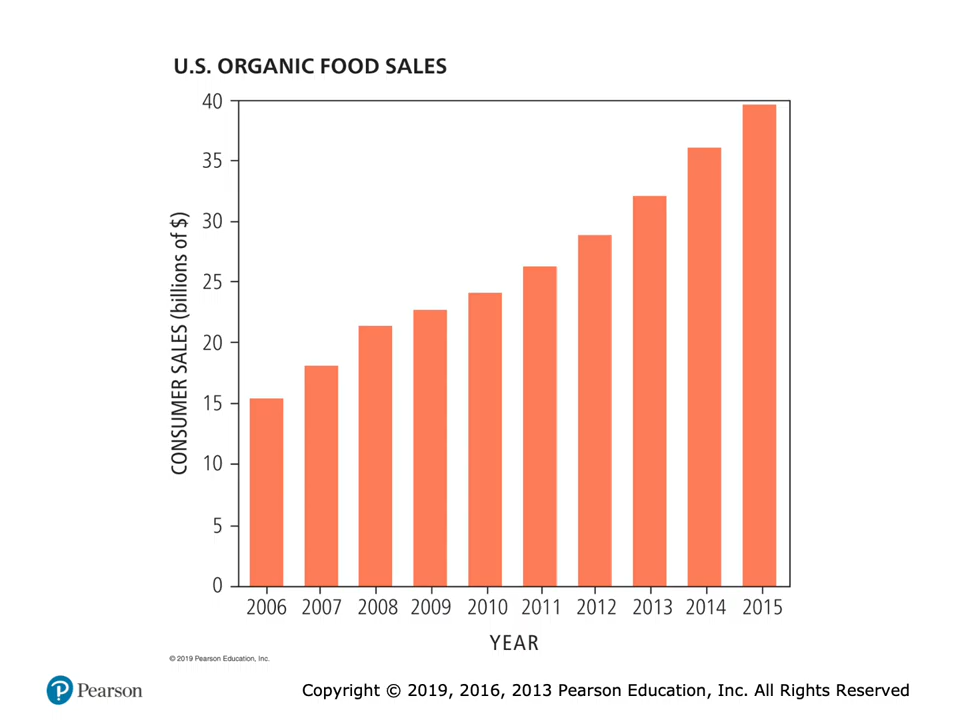 U.S. ORGANIC FOOD SALES
CONSUMER SALES (billions of $)
40
35
30
25
20
15
10
5
0
2006 2007 2008 2009 2010 2011 2012 2013 2014 2015
YEAR
© 2019 Pearson Education, Inc.
P Pearson
Copyright © 2019, 2016, 2013 Pearson Education, Inc. All Rights Reserved